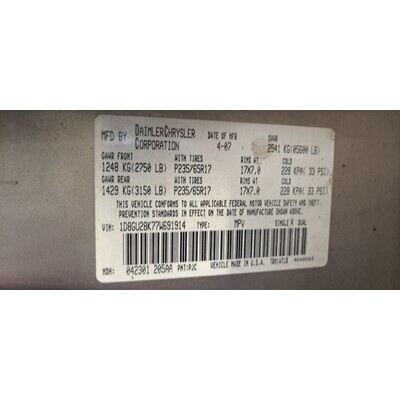 MFD BY DAIMLERCHRYSLER CORPORATION DATE OF MFR 4-07 GVWR 2541 KG(05600 LB)
GAWR FRONT WITH TIRES RIMS AT COLD
1248 KG(2750 LB) P235/65R17 17X7.0 228 KPA( 33 PSI)
GAWR REAR WITH TIRES RIMS AT COLD
1429 KG(3150 LB) P235/65R17 17X7.0 228 KPA( 33 PSI)
THIS VEHICLE CONFORMS TO ALL APPLICABLE FEDERAL MOTOR VEHICLE SAFETY AND THEFT
PREVENTION STANDARDS IN EFFECT ON THE DATE OF MANUFACTURE SHOWN ABOVE.
VIN: 1D8GU28K77W691914 TYPE: MPV SINGLE X DUAL
MDH: 042301 205AA PNT:PJC VEHICLE MADE IN U.S.A. TRM:ATJ8